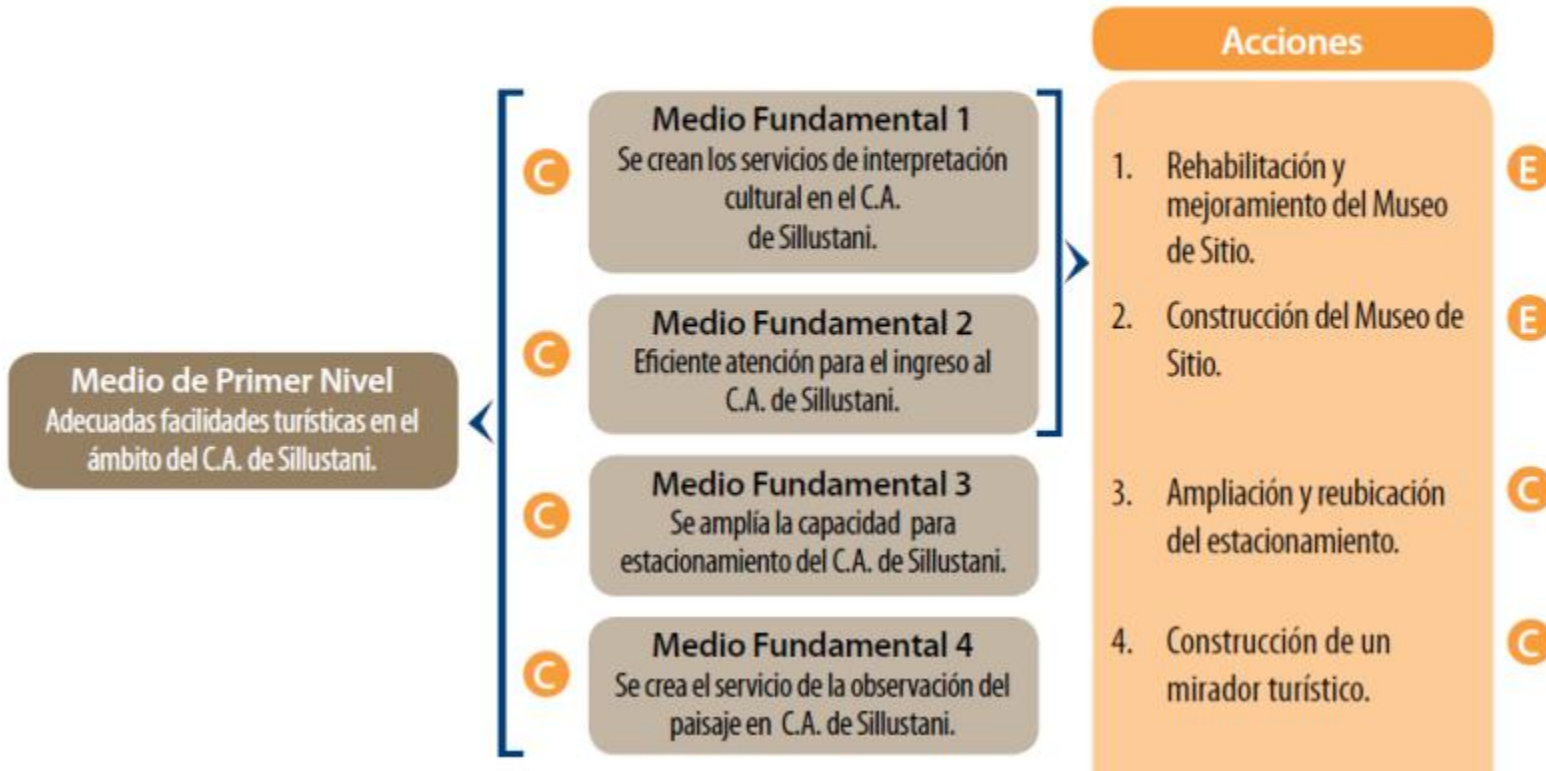 Acciones
Medio Fundamental 1
Se crean los servicios de interpretación
cultural en el C.A.
de Sillustani.
C
Medio Fundamental 2
Eficiente atención para el ingreso al
C.A. de Sillustani.
C
Medio de Primer Nivel
Adecuadas facilidades turísticas en el
ámbito del C.A. de Sillustani.
Medio Fundamental 3
Se amplía la capacidad para
estacionamiento del C.A. de Sillustani.
C
Medio Fundamental 4
Se crea el servicio de la observación del
paisaje en C.A. de Sillustani.
C
1. Rehabilitación y
mejoramiento del Museo
de Sitio.
E
2. Construcción del Museo de
Sitio.
E
3. Ampliación y reubicación
del estacionamiento.
C
4. Construcción de un
mirador turístico.
C